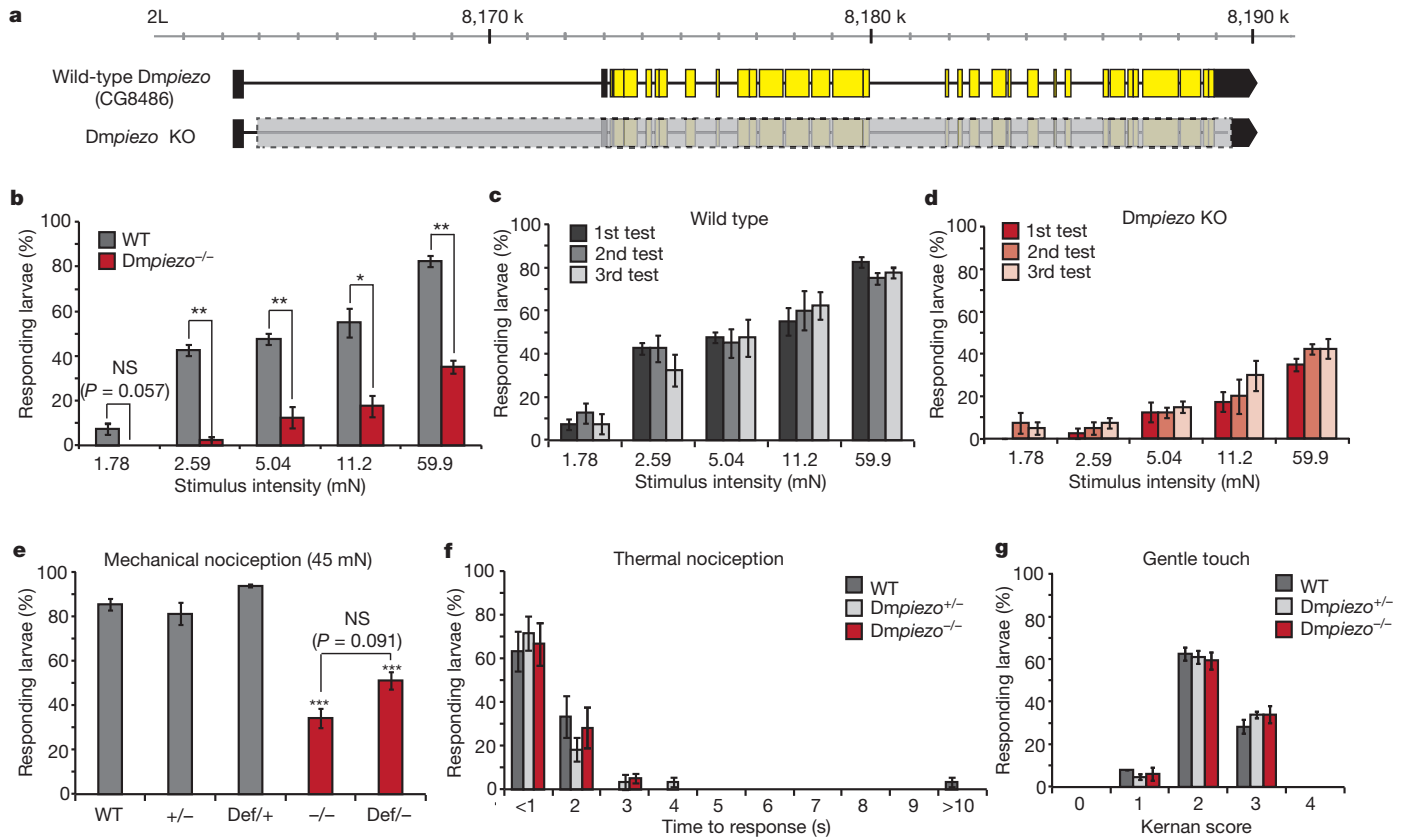 a
2L
8,170 k
8,180 k
8,190 k
Wild-type Dmpiezo
(CG8486)
Dmpiezo KO
b
Responding larvae (%)
100
80
60
40
20
0
WT
Dmpiezo−/−
NS
(P = 0.057)
**
**
*
**
1.78
2.59
5.04
11.2
59.9
Stimulus intensity (mN)
c
Wild type
Responding larvae (%)
100
80
60
40
20
0
1st test
2nd test
3rd test
1.78
2.59
5.04
11.2
59.9
Stimulus intensity (mN)
d
Dmpiezo KO
Responding larvae (%)
100
80
60
40
20
0
1st test
2nd test
3rd test
1.78
2.59
5.04
11.2
59.9
Stimulus intensity (mN)
e
Mechanical nociception (45 mN)
Responding larvae (%)
100
80
60
40
20
0
NS
(P = 0.091)
***
***
WT
+/−
Def/+
−/−
Def/−
f
Thermal nociception
Responding larvae (%)
100
80
60
40
20
0
WT
Dmpiezo+/−
Dmpiezo−/−
<1
2
3
4
5
6
7
8
9
>10
Time to response (s)
g
Gentle touch
Responding larvae (%)
100
80
60
40
20
0
WT
Dmpiezo+/−
Dmpiezo−/−
0
1
2
3
4
Kernan score